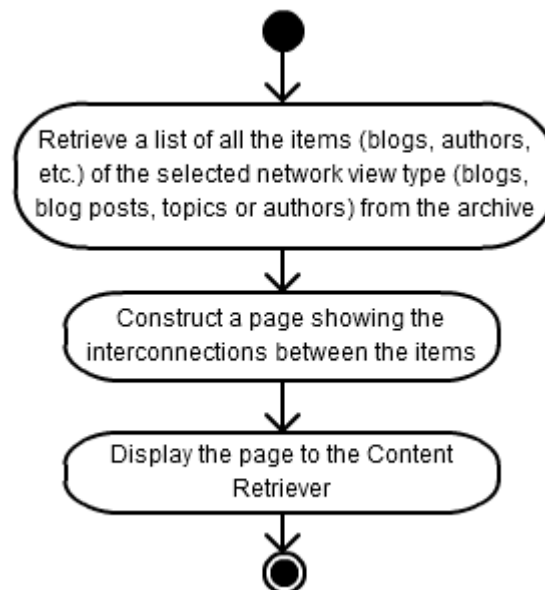 Retrieve a list of all the items (blogs, authors,
etc.) of the selected network view type (blogs,
blog posts, topics or authors) from the archive
Construct a page showing the
interconnections between the items
Display the page to the Content
Retriever